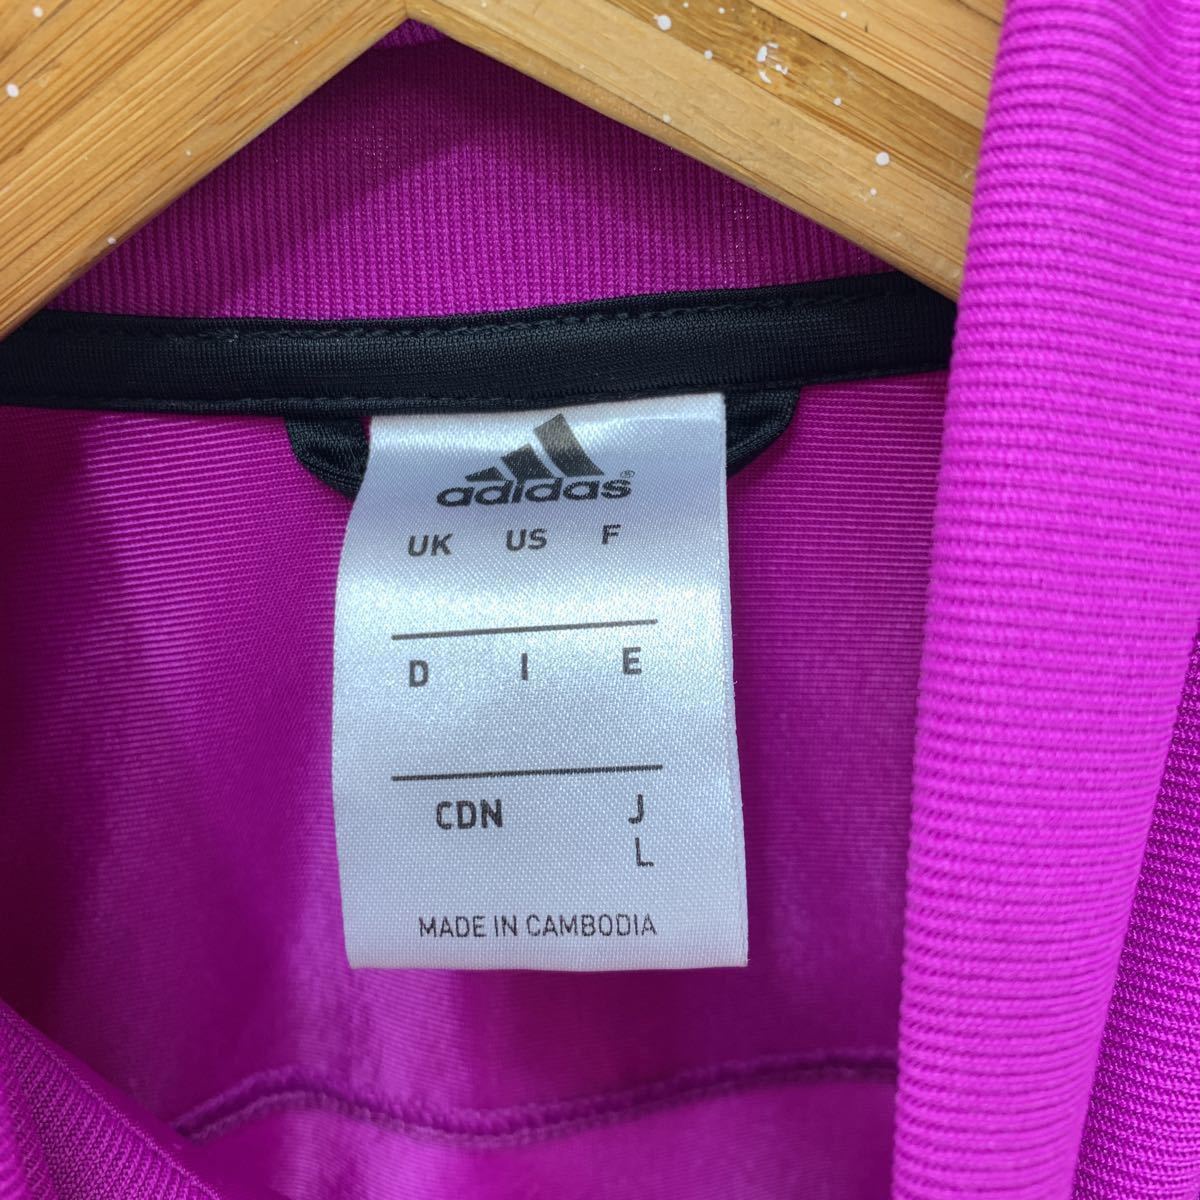 adidas®
UK US F
D I E
CDN J
L
MADE IN CAMBODIA